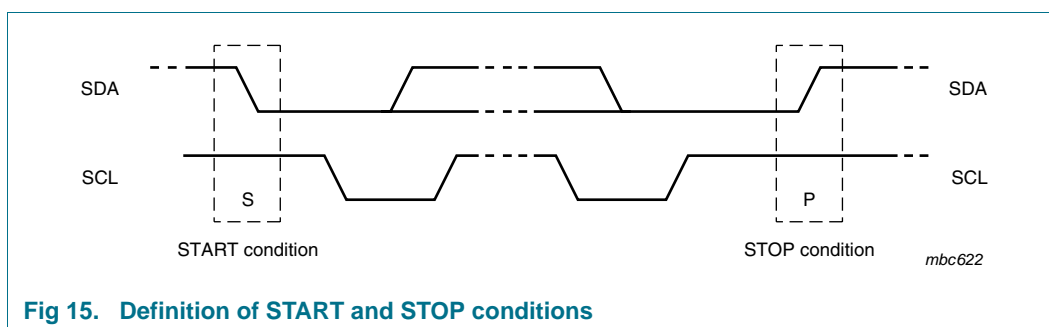 SDA SDA
SCL SCL
S P
START condition STOP condition
mbc622
Fig 15. Definition of START and STOP conditions